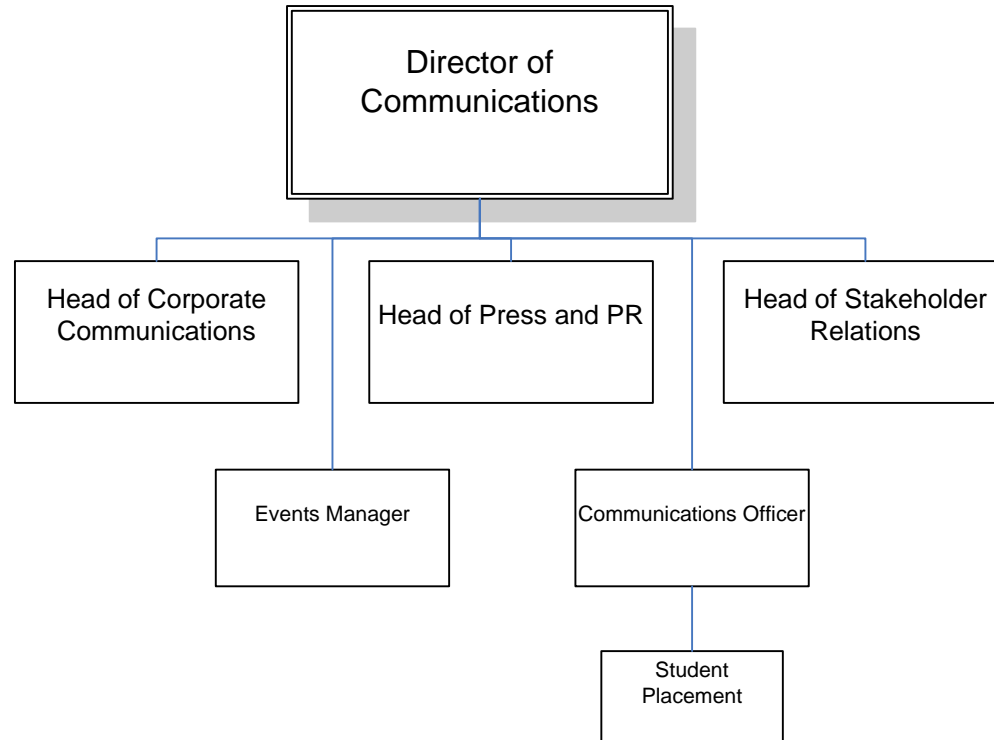 Director of
Communications
Head of Corporate
Communications
Head of Press and PR
Head of Stakeholder
Relations
Events Manager
Communications Officer
Student
Placement